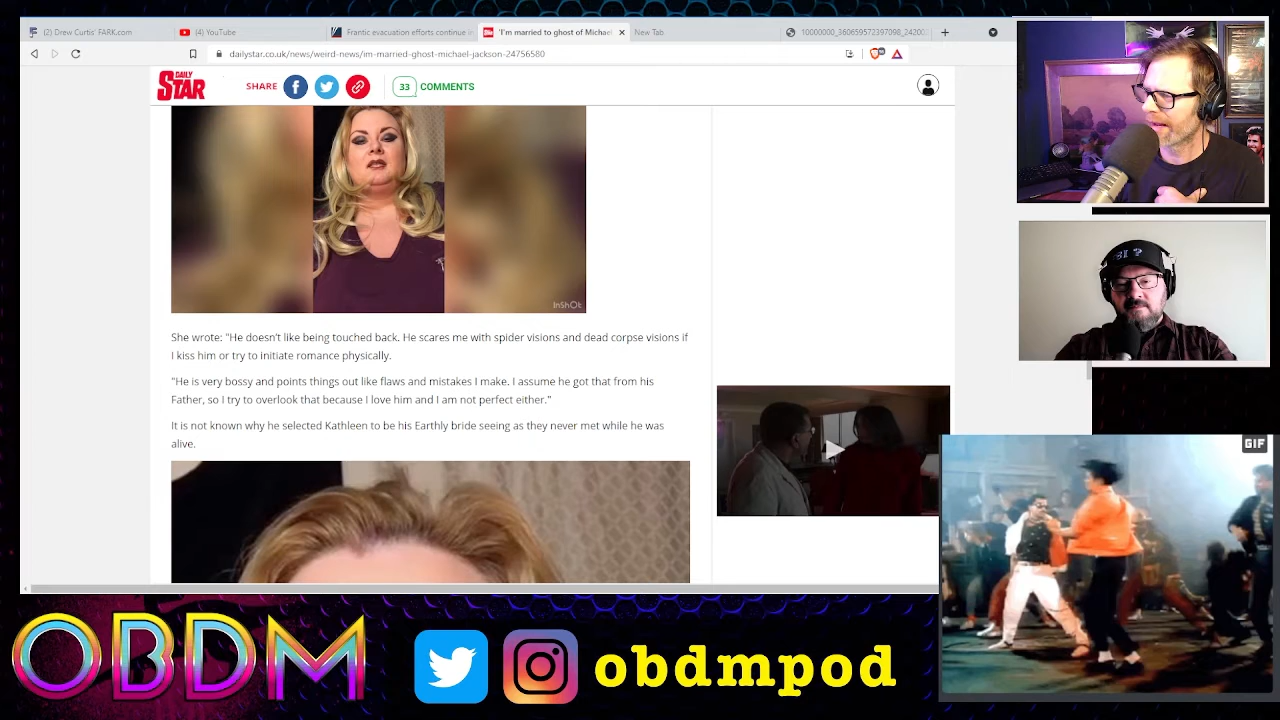 (2) Drew Curtis' FARK.com
(4) YouTube
Frantic evacuation efforts continue i
'I'm married to ghost of Michael
New Tab
10000000_360659572397098_24200
dailystar.co.uk/news/weird-news/im-married-ghost-michael-jackson-24756580
DAILY
STAR
SHARE
33 COMMENTS
InShOt
She wrote: "He doesn't like being touched back. He scares me with spider visions and dead corpse visions if
I kiss him or try to initiate romance physically.
"He is very bossy and points things out like flaws and mistakes I make. I assume he got that from his
Father, so I try to overlook that because I love him and I am not perfect either."
It is not known why he selected Kathleen to be his Earthly bride seeing as they never met while he was
alive.
GIF
OBDM
obdmpod